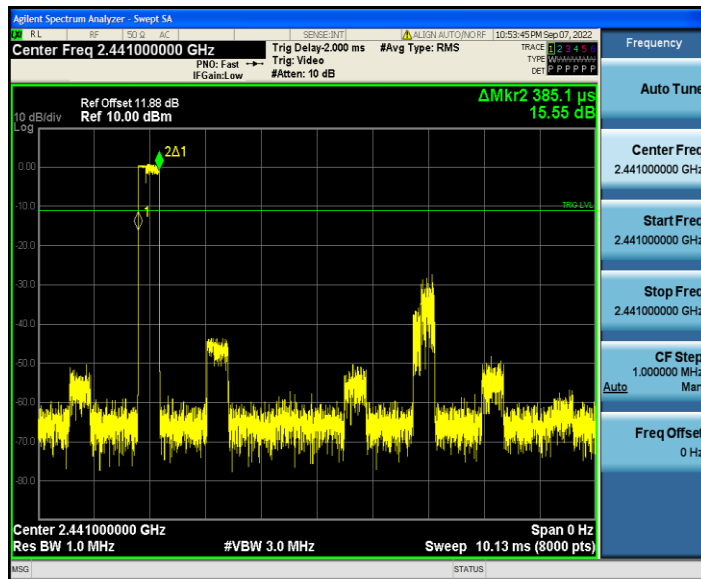 Agilent Spectrum Analyzer - Swept SA
RL RF 50 Ω AC SENSE:INT ALIGN AUTO/NO RF 10:53:45 PM Sep 07, 2022
Center Freq 2.441000000 GHz
PNO: Fast
IFGain:Low
Trig Delay-2.000 ms
Trig: Video
#Atten: 10 dB
#Avg Type: RMS
TRACE 1 2 3 4 5 6
TYPE
DET P P P P P P
Ref Offset 11.88 dB
10 dB/div Ref 10.00 dBm
Log
ΔMkr2 385.1 µs
15.55 dB
2Δ1
0.00
-10.0
1
TRIG LVL
-20.0
-30.0
-40.0
-50.0
-60.0
-70.0
-80.0
Center 2.441000000 GHz Span 0 Hz
Res BW 1.0 MHz #VBW 3.0 MHz Sweep 10.13 ms (8000 pts)
MSG STATUS
Frequency
Auto Tune
Center Freq
2.441000000 GHz
Start Freq
2.441000000 GHz
Stop Freq
2.441000000 GHz
CF Step
1.000000 MHz
Auto Man
Freq Offset
0 Hz